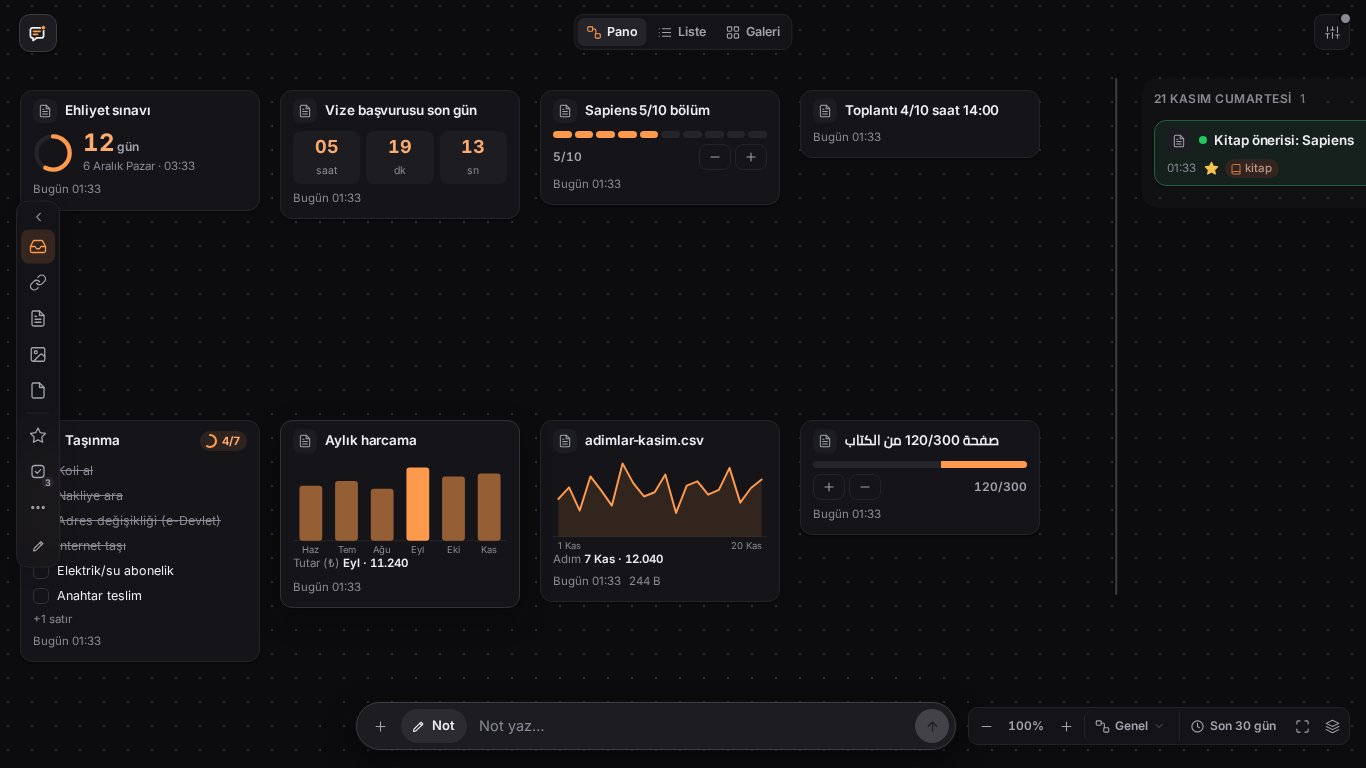 Pano
Liste
Galeri
Ehliyet sınavı
12 gün
6 Aralık Pazar · 03:33
Bugün 01:33
Vize başvurusu son gün
05
saat
19
dk
13
sn
Bugün 01:33
Sapiens 5/10 bölüm
5/10
Bugün 01:33
Toplantı 4/10 saat 14:00
Bugün 01:33
21 KASIM CUMARTESİ 1
Kitap önerisi: Sapiens
01:33
kitap
3
Taşınma
4/7
Koli al
Nakliye ara
Adres değişikliği (e-Devlet)
nternet taşı
Elektrik/su abonelik
Anahtar teslim
+1 satır
Bugün 01:33
Aylık harcama
Haz Tem Ağu Eyl Eki Kas
Tutar (₺) Eyl · 11.240
Bugün 01:33
adimlar-kasim.csv
1 Kas
20 Kas
Adım 7 Kas · 12.040
Bugün 01:33 244 B
صفحة 120/300 من الكتاب
120/300
Bugün 01:33
Not
Not yaz...
100%
Genel
Son 30 gün